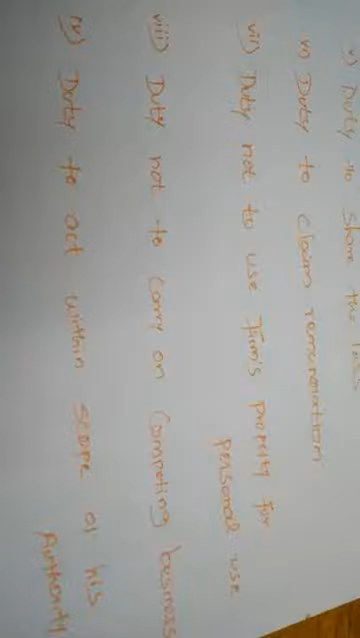 v) Duty to share the
vi) Duty to claim remuneration
vii) Duty not to use Firm's property for
personal use
viii) Duty not to carry on competing business
ix) Duty to act within scope of his
Authority